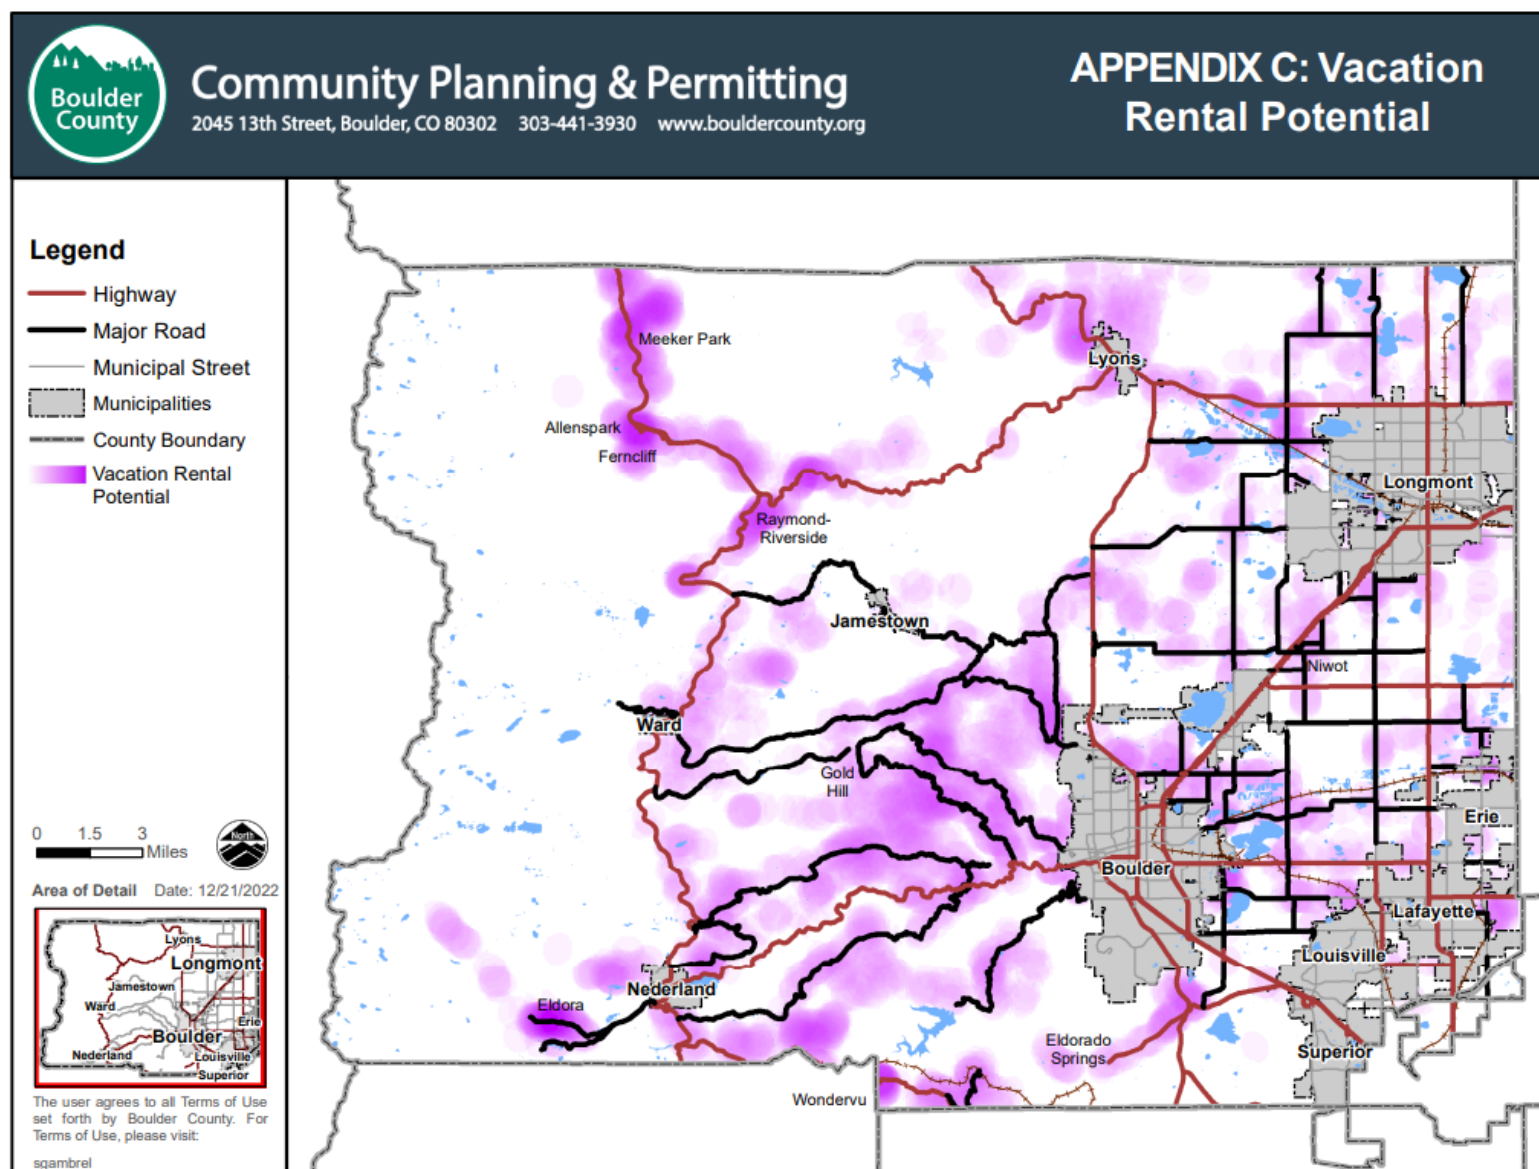 Boulder
County
Community Planning & Permitting
2045 13th Street, Boulder, CO 80302 303-441-3930 www.bouldercounty.org
APPENDIX C: Vacation
Rental Potential
Legend
Highway
Major Road
Municipal Street
Municipalities
County Boundary
Vacation Rental
Potential
0 1.5 3
Miles
North
Area of Detail Date: 12/21/2022
Lyons
Longmont
Jamestown
Ward
Erie
Boulder
Nederland
Louisville
Superior
The user agrees to all Terms of Use
set forth by Boulder County. For
Terms of Use, please visit:
sgambrel
Meeker Park
Lyons
Allenspark
Ferncliff
Longmont
Raymond-
Riverside
Jamestown
Niwot
Ward
Gold
Hill
Erie
Boulder
Lafayette
Louisville
Nederland
Eldora
Eldorado
Springs
Superior
Wondervu